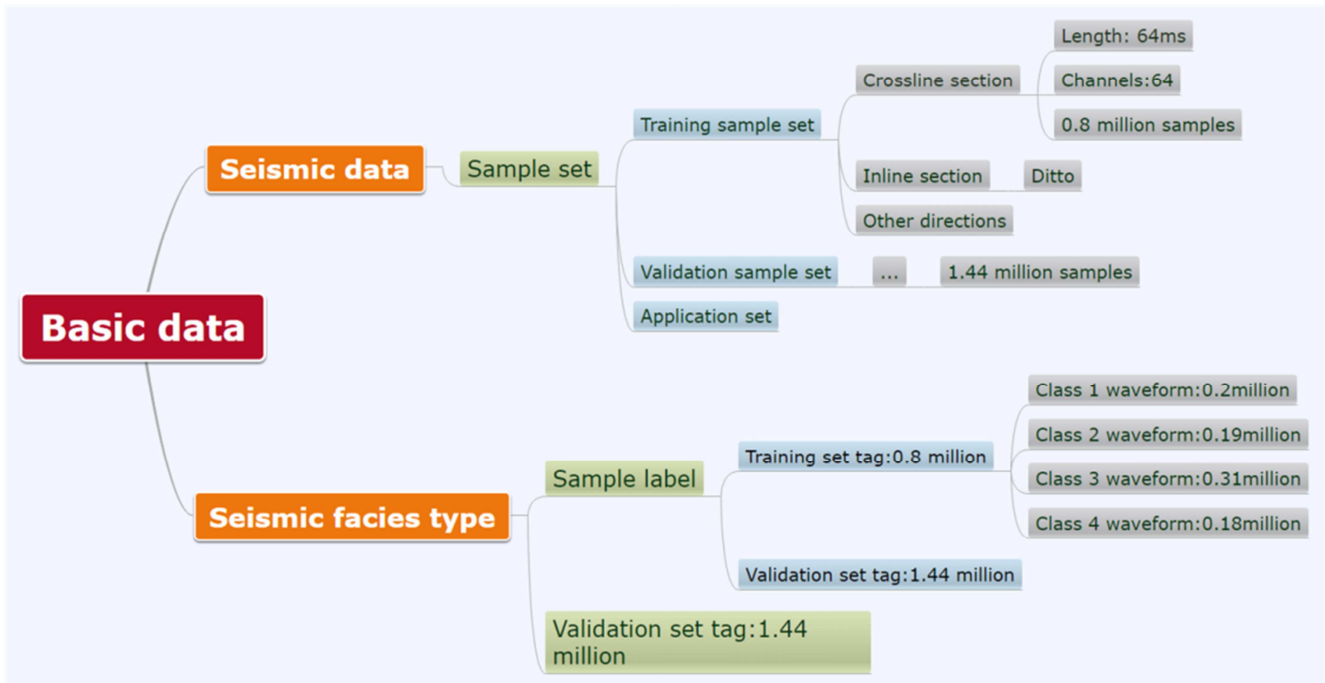 Length: 64ms
Crossline section
Channels:64
Training sample set
0.8 million samples
Seismic data
Sample set
Inline section
Ditto
Other directions
Validation sample set
...
1.44 million samples
Application set
Basic data
Class 1 waveform:0.2million
Class 2 waveform:0.19million
Training set tag:0.8 million
Sample label
Class 3 waveform:0.31million
Seismic facies type
Class 4 waveform:0.18million
Validation set tag:1.44 million
Validation set tag:1.44
million